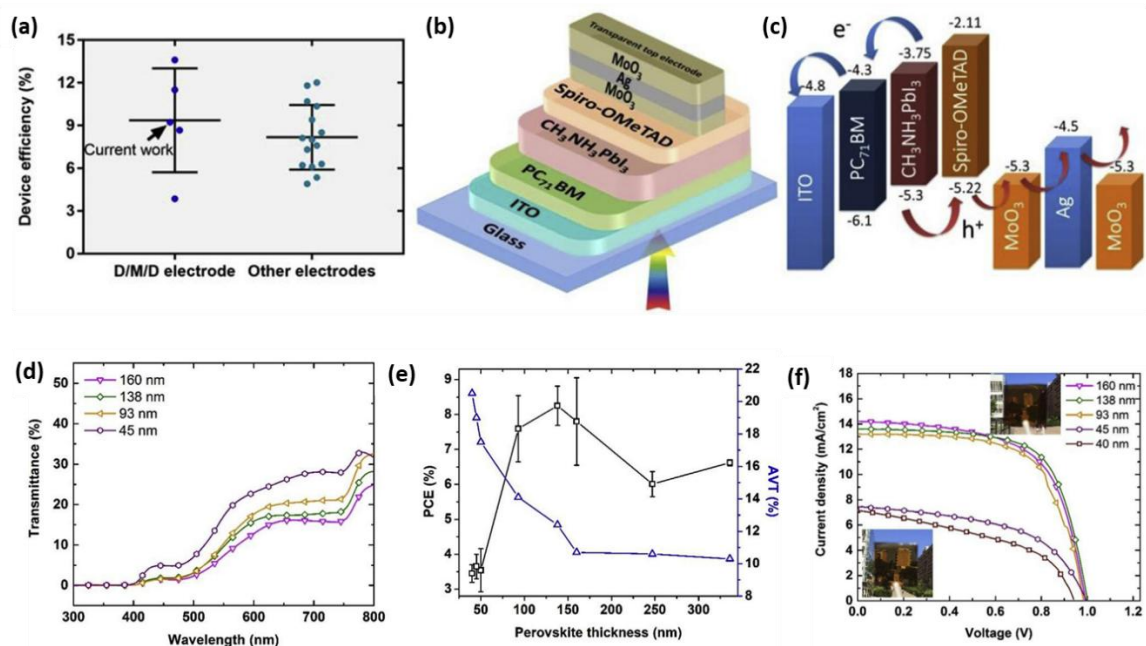 (a)
15
12
9
6
3
0
Device efficiency (%)
Current work
D/M/D electrode
Other electrodes
(b)
Transparent top electrode
MoO₃
Ag
MoO₃
Spiro-OMeTAD
CH₃NH₃PbI₃
PC₇₁BM
ITO
Glass
(c)
e⁻
-2.11
-3.75
-4.3
-4.8
-4.5
ITO
PC₇₁BM
CH₃NH₃PbI₃
Spiro-OMeTAD
-5.3
-5.3
-5.3
-5.22
-6.1
h⁺
MoO₃
Ag
MoO₃
(d)
50
40
30
20
10
0
Transmittance (%)
160 nm
138 nm
93 nm
45 nm
300 400 500 600 700 800
Wavelength (nm)
(e)
9
8
7
6
5
4
3
PCE (%)
22
20
18
16
14
12
10
8
AVT (%)
50 100 150 200 250 300
Perovskite thickness (nm)
(f)
18
16
14
12
10
8
6
4
2
0
Current density (mA/cm²)
160 nm
138 nm
93 nm
45 nm
40 nm
0.0 0.2 0.4 0.6 0.8 1.0 1.2
Voltage (V)